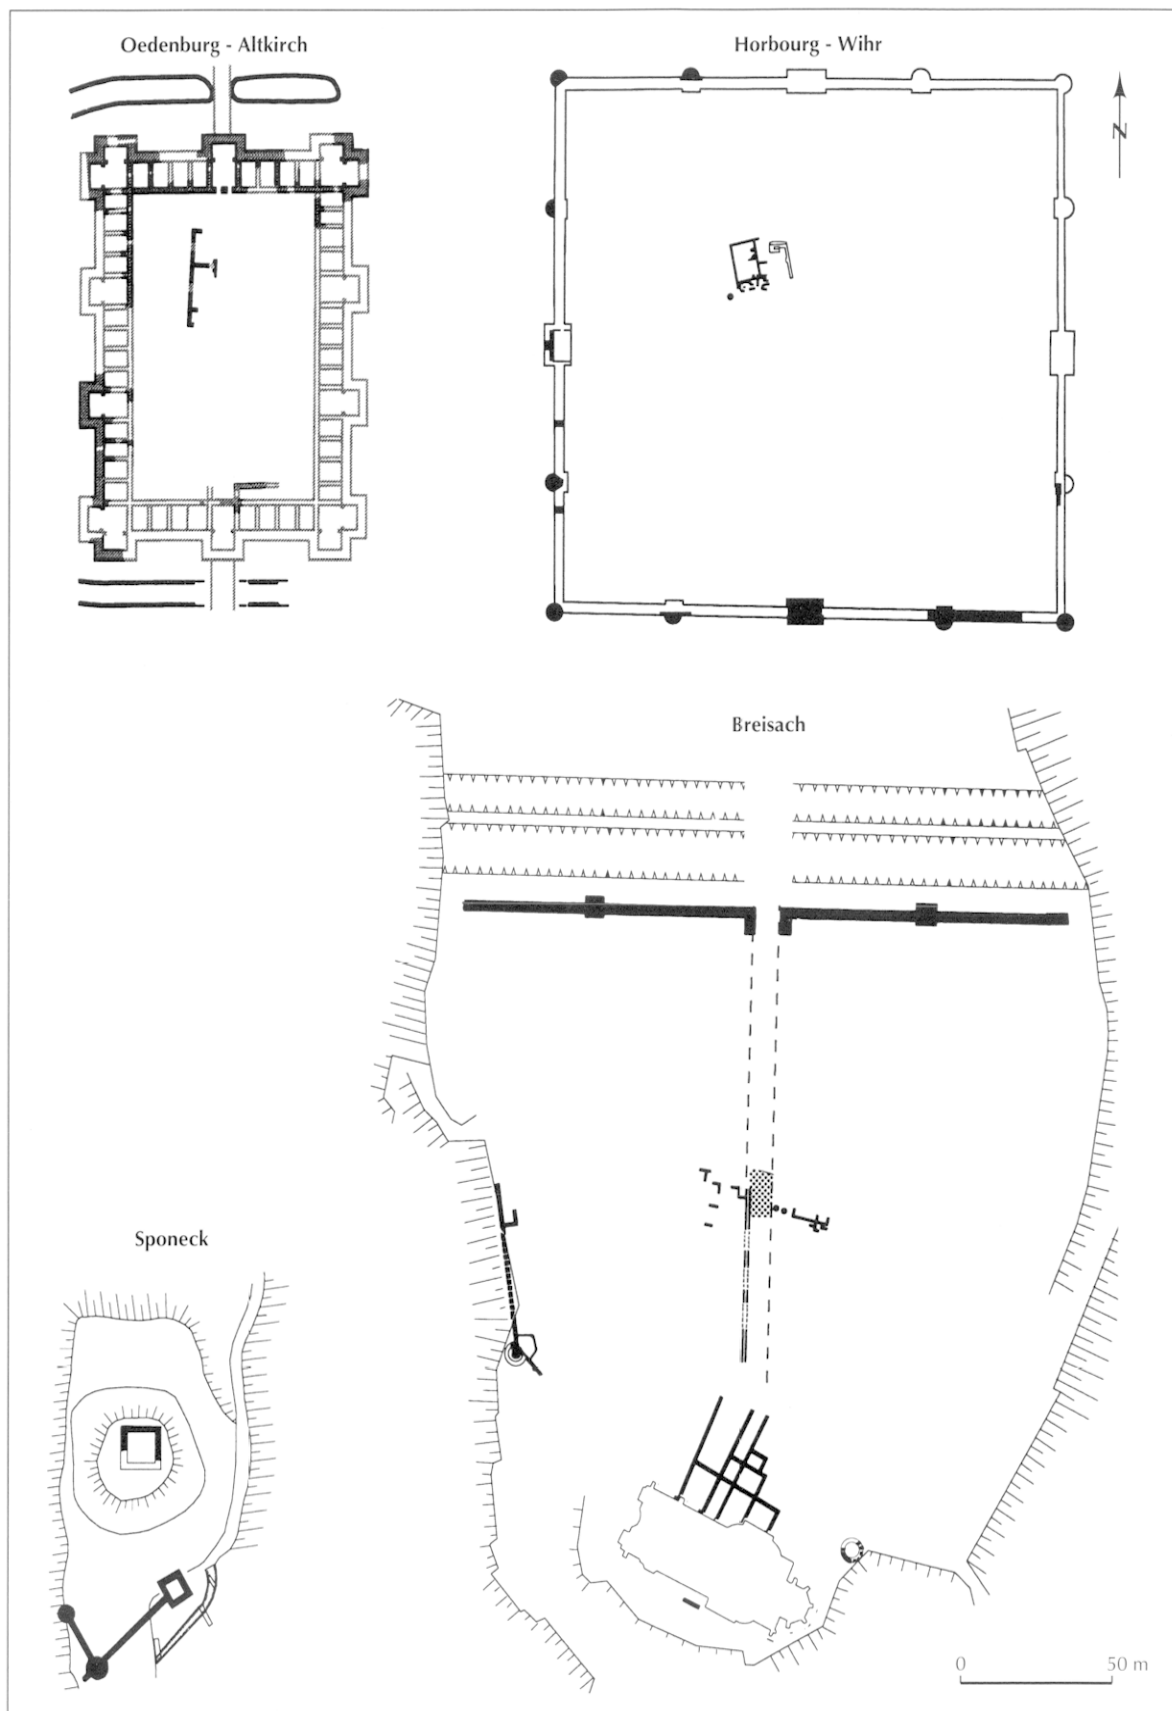 Oedenburg - Altkirch
Horbourg - Wihr
N
Breisach
Sponeck
0 50 m